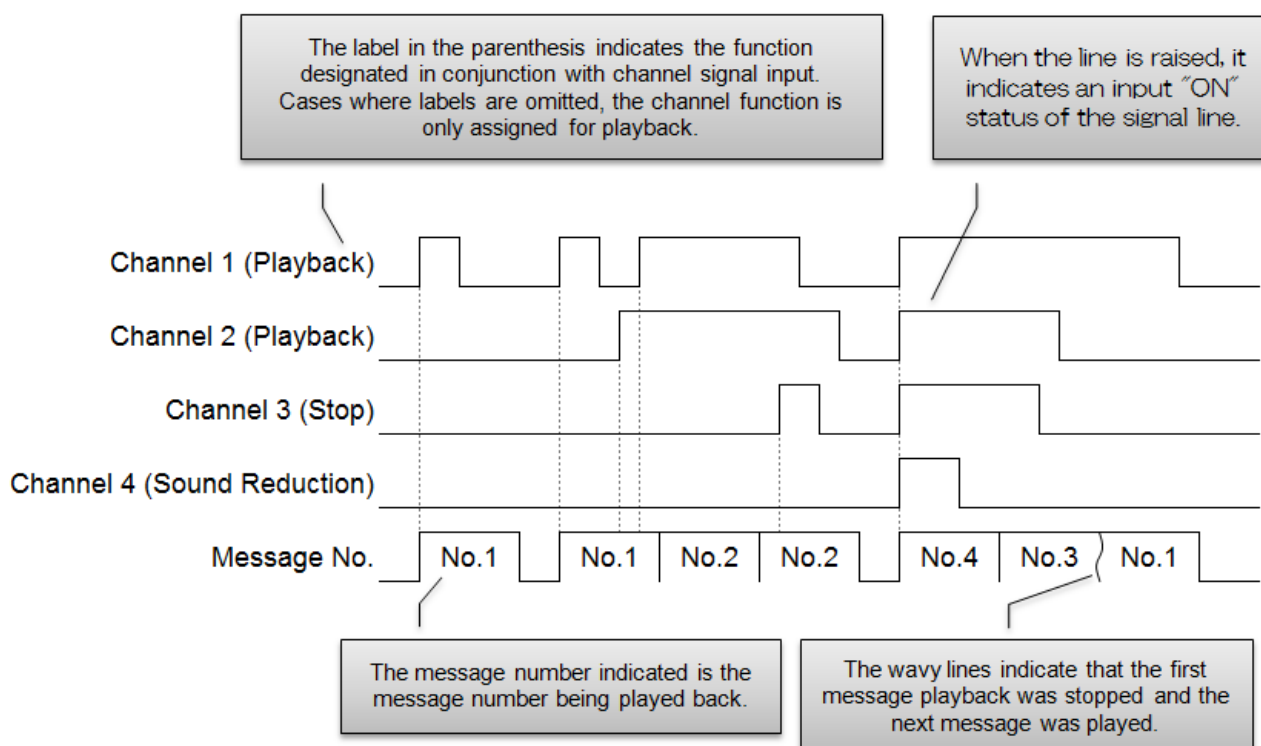 The label in the parenthesis indicates the function
designated in conjunction with channel signal input.
Cases where labels are omitted, the channel function is
only assigned for playback.
When the line is raised, it
indicates an input "ON"
status of the signal line.
Channel 1 (Playback)
Channel 2 (Playback)
Channel 3 (Stop)
Channel 4 (Sound Reduction)
Message No.
No.1
No.1
No.2
No.2
No.4
No.3
No.1
The message number indicated is the
message number being played back.
The wavy lines indicate that the first
message playback was stopped and the
next message was played.